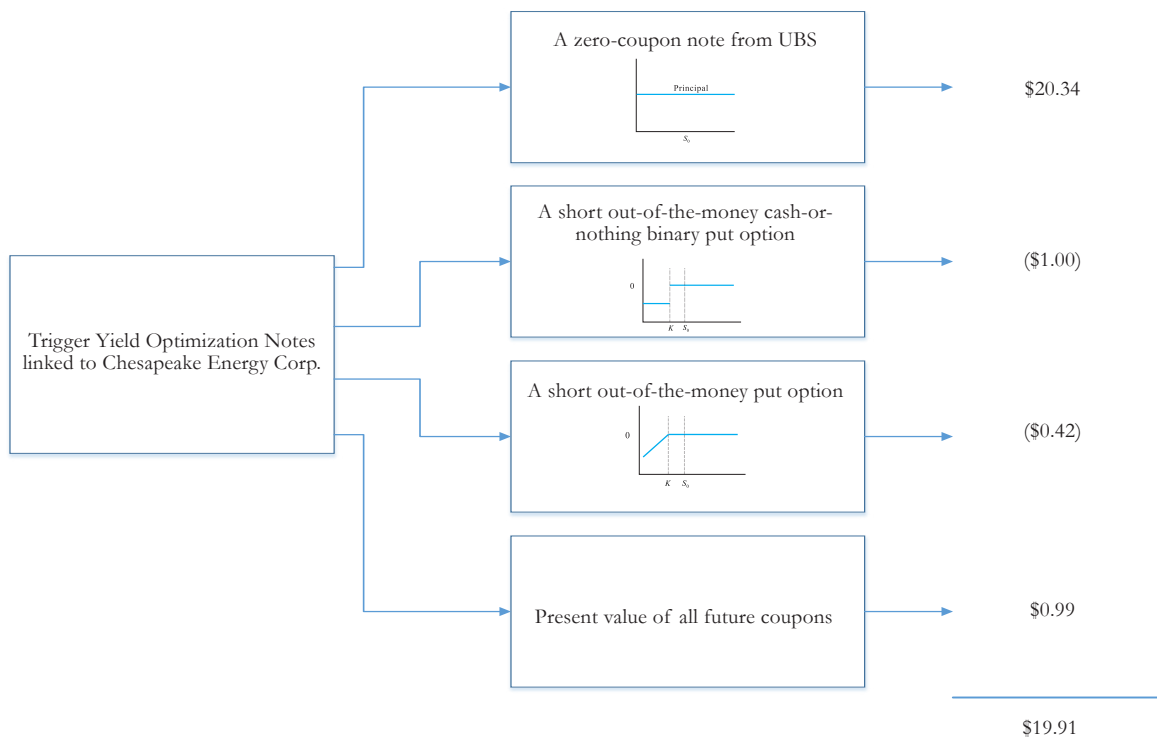 A zero-coupon note from UBS
Principal
S0
$20.34
A short out-of-the-money cash-or-
nothing binary put option
0
K
S0
($1.00)
Trigger Yield Optimization Notes
linked to Chesapeake Energy Corp.
A short out-of-the-money put option
0
K
S0
($0.42)
Present value of all future coupons
$0.99
$19.91